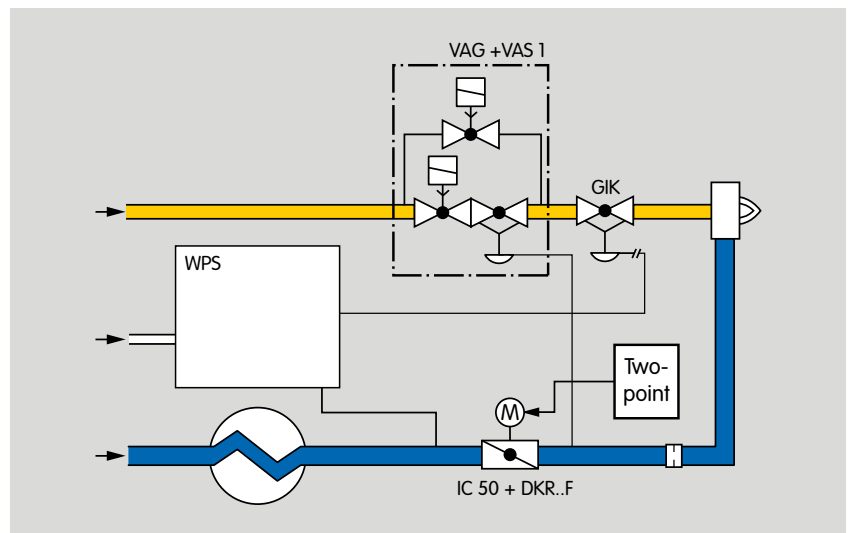 VAG +VAS 1
GIK
WPS
Two-
point
M
IC 50 + DKR..F